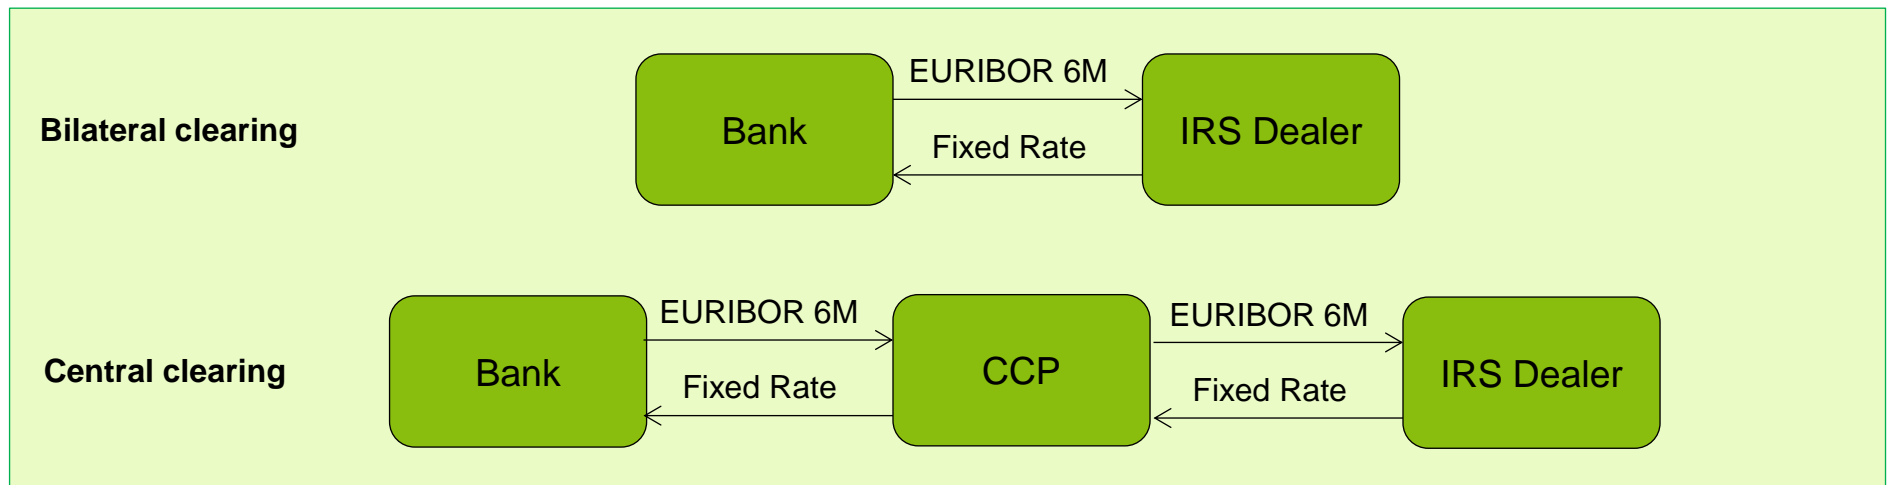 EURIBOR 6M
Bilateral clearing
Bank
IRS Dealer
Fixed Rate
EURIBOR 6M
EURIBOR 6M
Central clearing
Bank
CCP
IRS Dealer
Fixed Rate
Fixed Rate